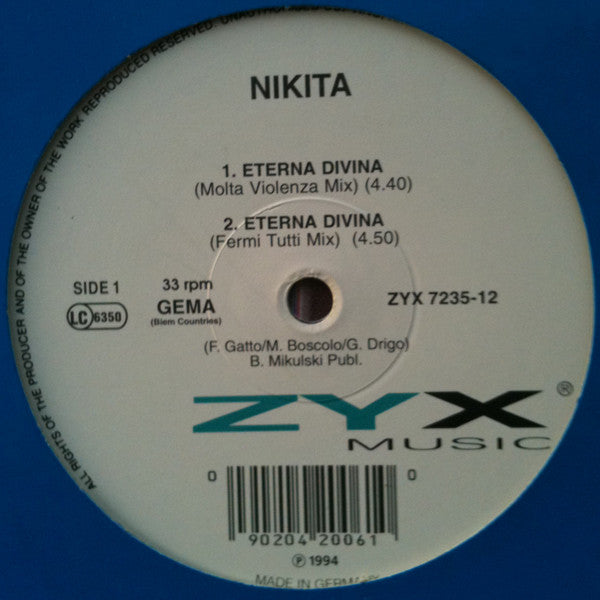 ALL RIGHTS OF THE PRODUCER AND OF THE OWNER OF THE WORK REPRODUCED RESERVED.
NIKITA
1. ETERNA DIVINA
(Molta Violenza Mix) (4.40)
2. ETERNA DIVINA
(Fermi Tutti Mix) (4.50)
SIDE 1
33 rpm
LC 6350
GEMA
(Biem Countries)
ZYX 7235-12
(F. Gatto/M. Boscolo/G. Drigo)
B. Mikulski Publ.
ZYX ®
MUSIC
0 0
90204 20061
℗ 1994
MADE IN